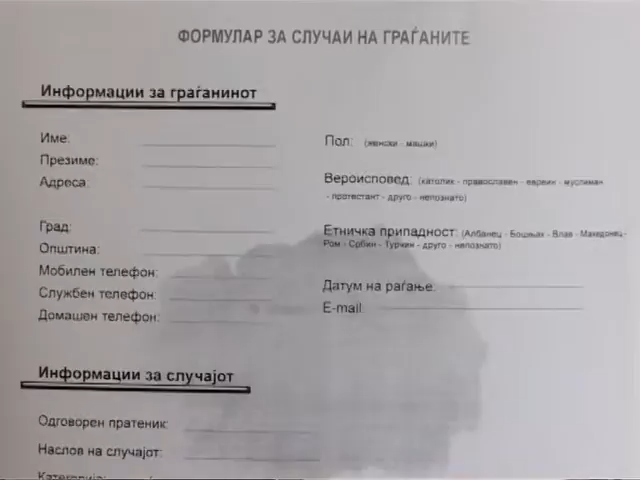 ФОРМУЛАР ЗА СЛУЧАИ НА ГРАЃАНИТЕ
Информации за граѓанинот
Име:
Презиме:
Адреса:
Град:
Општина:
Мобилен телефон:
Службен телефон:
Домашен телефон:
Пол: (женски - машки)
Вероисповед: (католик - православен - евреин - муслиман
- протестант - друго - непознато)
Етничка припадност: (Албанец - Бошњак - Влав - Македонец -
Ром - Србин - Турчин - друго - непознато)
Датум на раѓање:
E-mail:
Информации за случајот
Одговорен пратеник:
Наслов на случајот:
Категорија: